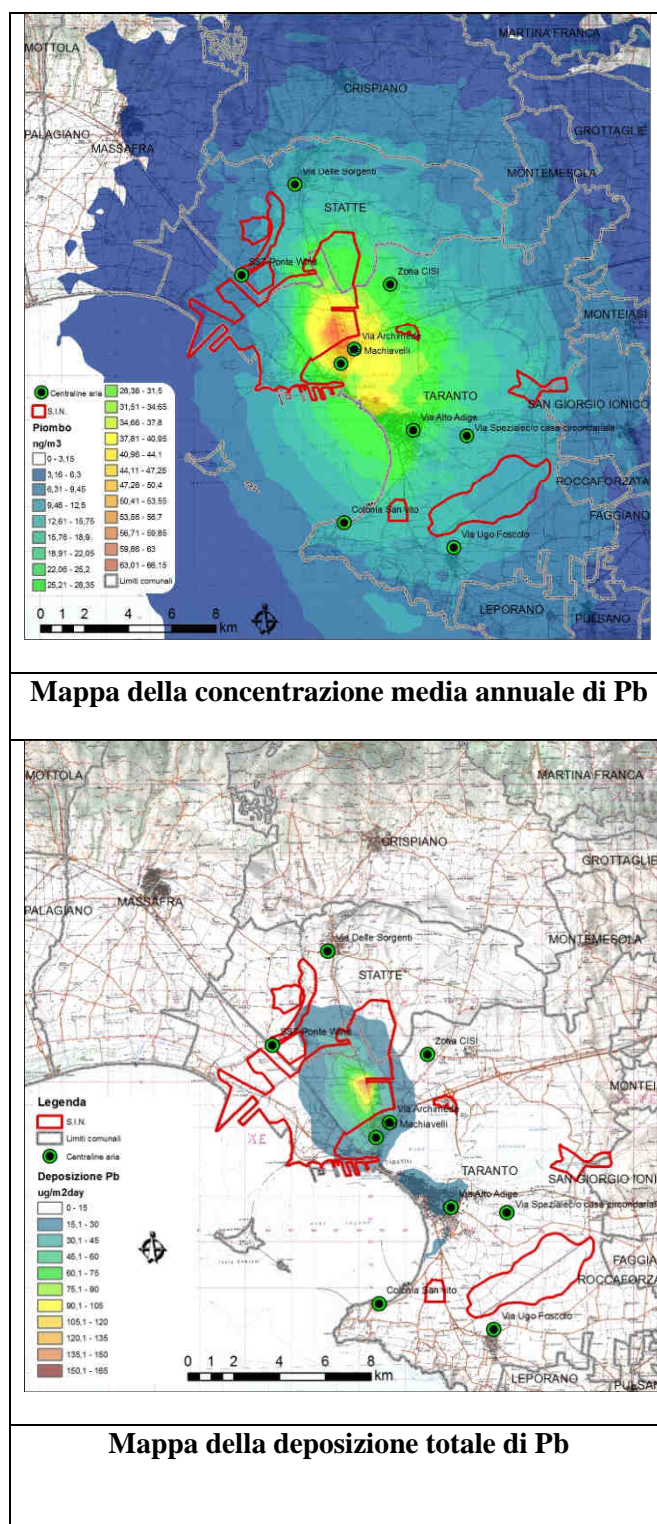 MARTINA FRANCA
MOTTOLA
CRISPIANO
GROTTAGLIE
PALAGIANO
MASSAFRA
MONTEMESOLA
Via Delle Sorgenti
STATTE
SS7 Ponte Wind
Zona CISI
MONTEIASI
Via Archimede
Machiavelli
TARANTO
SAN GIORGIO IONICO
Via Alto Adige
Via Speziale c/o casa circondariale
ROCCAFORZATA
FAGGIANO
Colonia San Vito
Via Ugo Foscolo
LEPORANO
PULSANO
Centraline aria
S.I.N.
Piombo
ng/m3
0 - 3,15
3,16 - 6,3
6,31 - 9,45
9,46 - 12,6
12,61 - 15,75
15,76 - 18,9
18,91 - 22,05
22,06 - 25,2
25,21 - 28,35
28,36 - 31,5
31,51 - 34,65
34,66 - 37,8
37,81 - 40,95
40,96 - 44,1
44,11 - 47,25
47,26 - 50,4
50,41 - 53,55
53,56 - 56,7
56,71 - 59,85
59,86 - 63
63,01 - 66,15
Limiti comunali
0 1 2 4 6 8
km
Mappa della concentrazione media annuale di Pb
MOTTOLA
MARTINA FRANCA
CRISPIANO
GROTTAGLIE
PALAGIANO
MASSAFRA
MONTEMESOLA
Via Delle Sorgenti
STATTE
SS7 Ponte Wind
Zona CISI
MONTEI
Via Archimede
Machiavelli
TARANTO
SAN GIORGIO IONI
Via Alto Adige
Via Speziale c/o casa circondariale
FAGGIA
ROCCAFORZA
Colonia San Vito
Via Ugo Foscolo
LEPORANO
PULSAN
Legenda
S.I.N.
Limiti comunali
Centraline aria
Deposizione Pb
ug/m2day
0 - 15
15,1 - 30
30,1 - 45
45,1 - 60
60,1 - 75
75,1 - 90
90,1 - 105
105,1 - 120
120,1 - 135
135,1 - 150
150,1 - 165
0 1 2 4 6 8
km
Mappa della deposizione totale di Pb